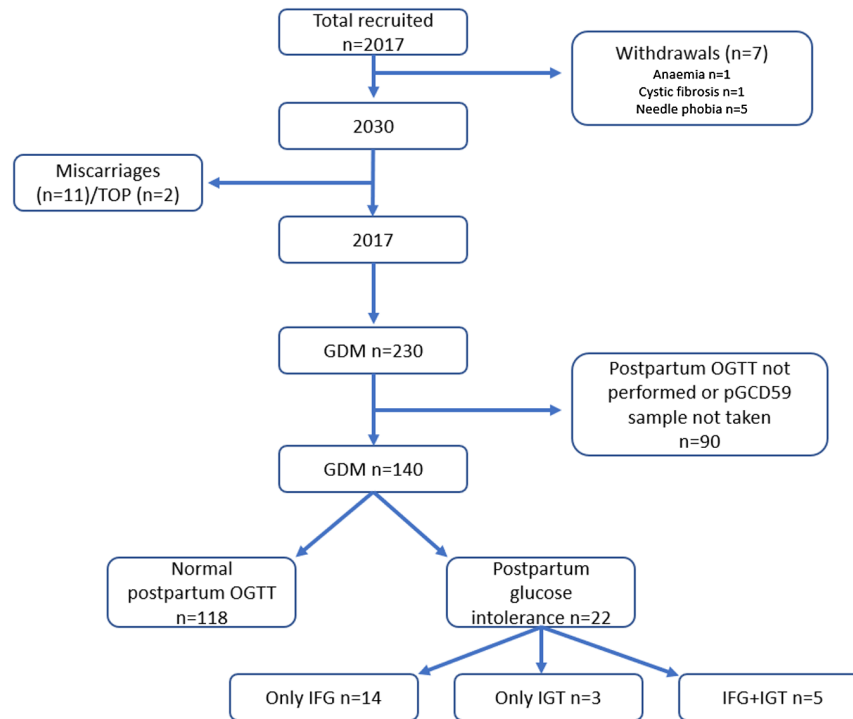 Total recruited
n=2017
Withdrawals (n=7)
Anaemia n=1
Cystic fibrosis n=1
Needle phobia n=5
2030
Miscarriages
(n=11)/TOP (n=2)
2017
GDM n=230
Postpartum OGTT not
performed or pGCD59
sample not taken
n=90
GDM n=140
Normal
postpartum OGTT
n=118
Postpartum
glucose
intolerance n=22
Only IFG n=14
Only IGT n=3
IFG+IGT n=5